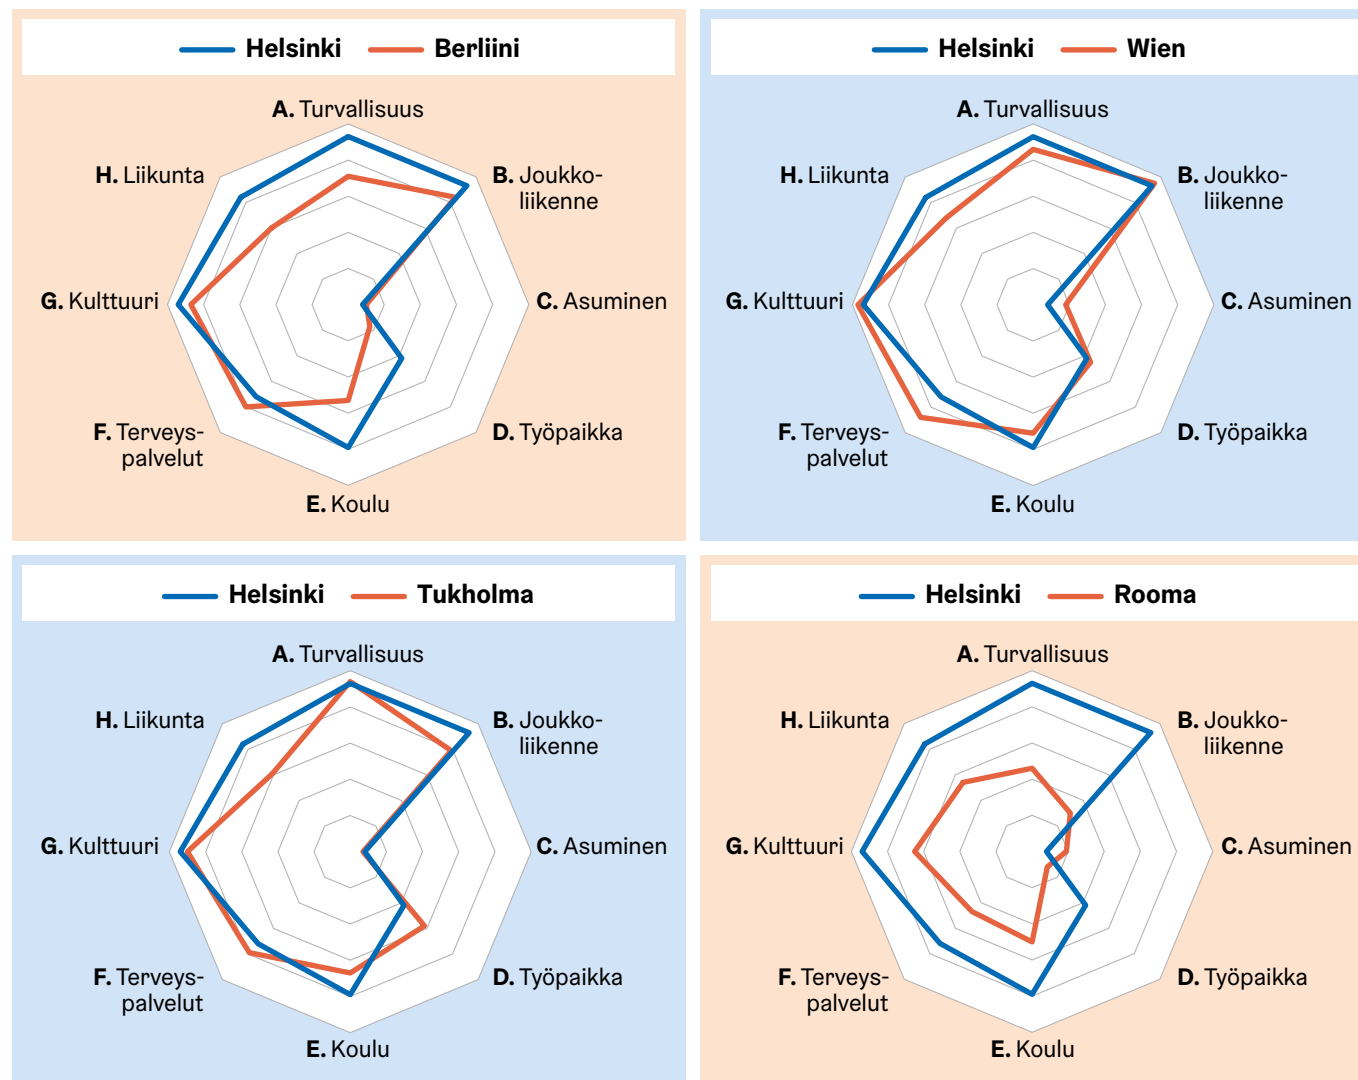 Helsinki Berliini
A. Turvallisuus
H. Liikunta
B. Joukko-
liikenne
G. Kulttuuri
C. Asuminen
F. Terveys-
palvelut
D. Työpaikka
E. Koulu
Helsinki Wien
A. Turvallisuus
H. Liikunta
B. Joukko-
liikenne
G. Kulttuuri
C. Asuminen
F. Terveys-
palvelut
D. Työpaikka
E. Koulu
Helsinki Tukholma
A. Turvallisuus
H. Liikunta
B. Joukko-
liikenne
G. Kulttuuri
C. Asuminen
F. Terveys-
palvelut
D. Työpaikka
E. Koulu
Helsinki Rooma
A. Turvallisuus
H. Liikunta
B. Joukko-
liikenne
G. Kulttuuri
C. Asuminen
F. Terveys-
palvelut
D. Työpaikka
E. Koulu